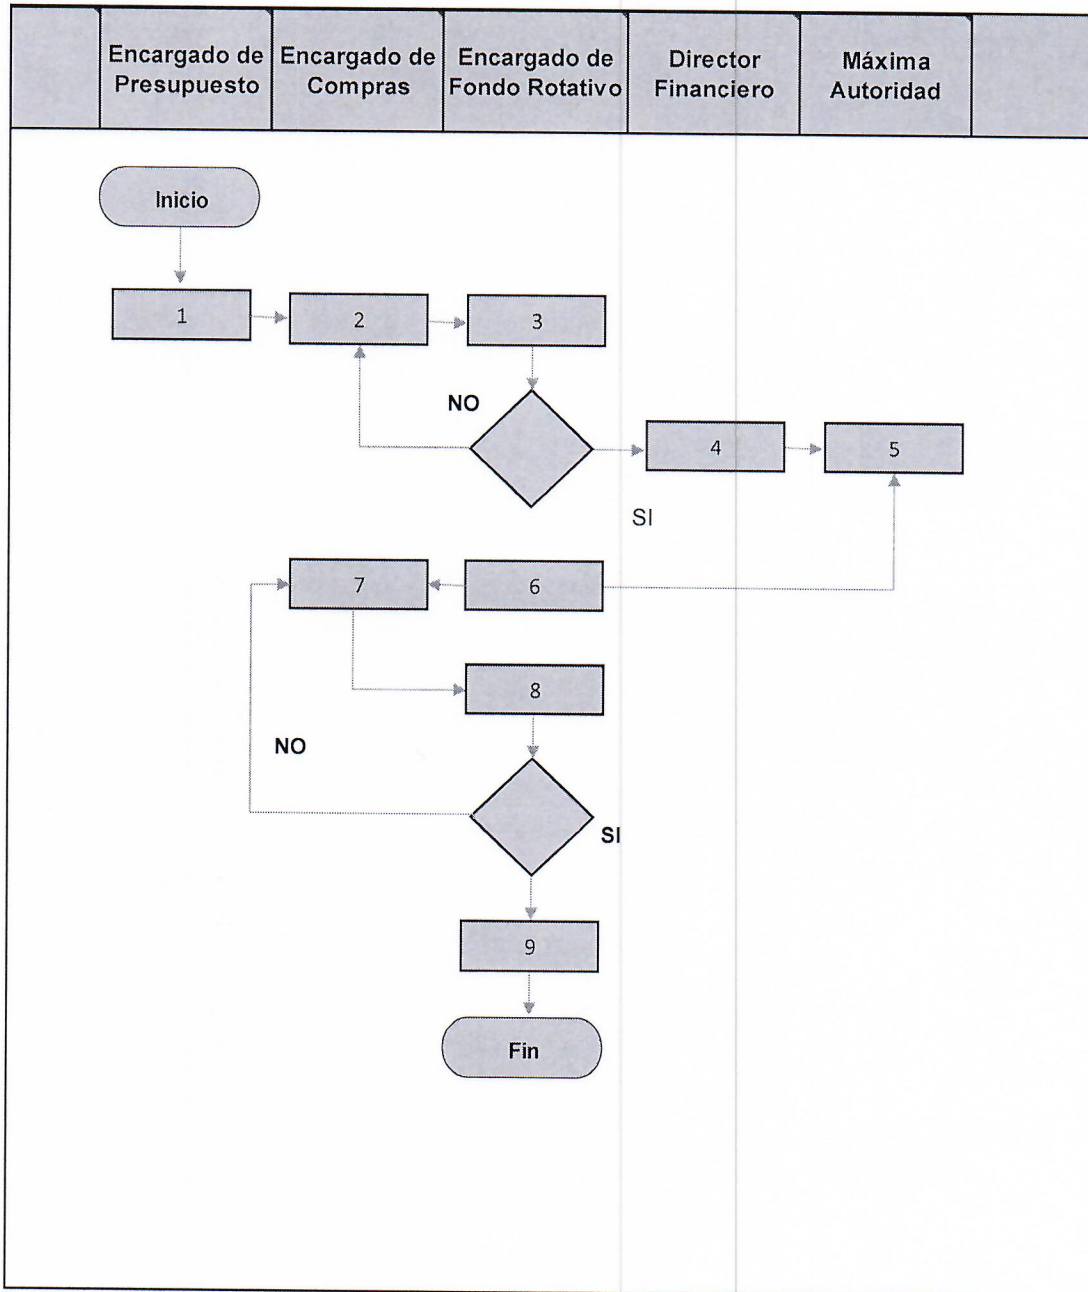 Encargado de
Presupuesto
Encargado de
Compras
Encargado de
Fondo Rotativo
Director
Financiero
Máxima
Autoridad
Inicio
1
2
3
NO
4
5
SI
7
6
8
NO
SI
9
Fin